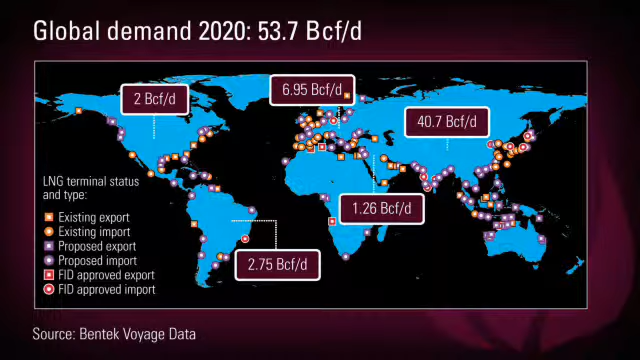 Global demand 2020: 53.7 Bcf/d
2 Bcf/d
6.95 Bcf/d
40.7 Bcf/d
1.26 Bcf/d
2.75 Bcf/d
LNG terminal status
and type:
Existing export
Existing import
Proposed export
Proposed import
FID approved export
FID approved import
Source: Bentek Voyage Data